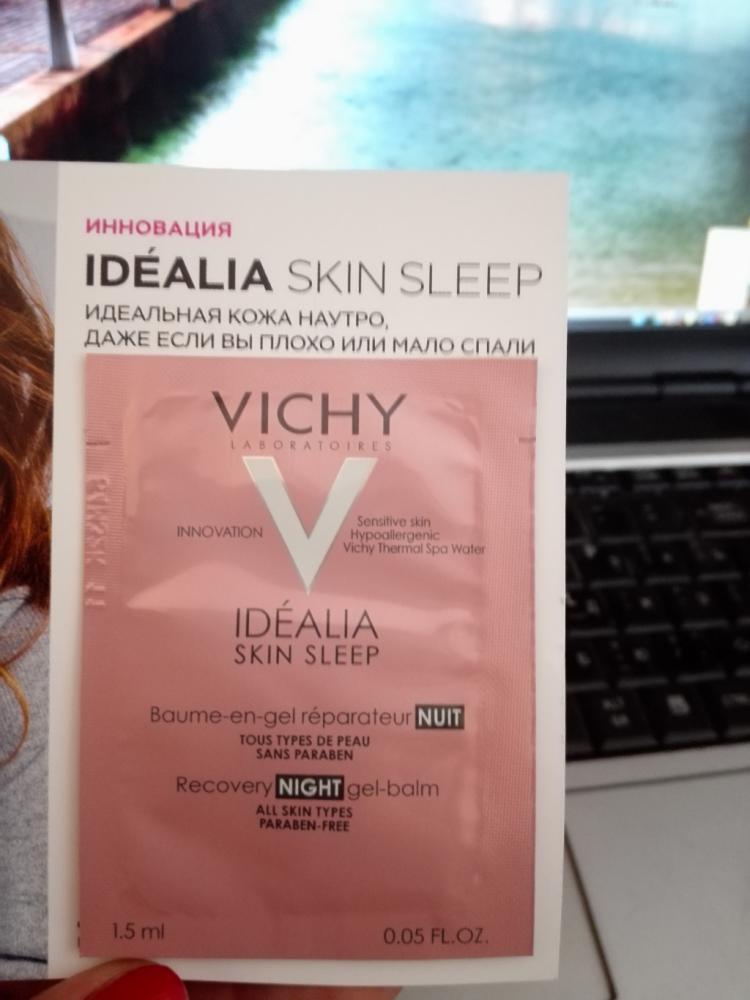 ИННОВАЦИЯ
IDÉALIA SKIN SLEEP
ИДЕАЛЬНАЯ КОЖА НАУТРО,
ДАЖЕ ЕСЛИ ВЫ ПЛОХО ИЛИ МАЛО СПАЛИ
VICHY
LABORATOIRES
INNOVATION
Sensitive skin
Hypoallergenic
Vichy Thermal Spa Water
IDÉALIA
SKIN SLEEP
Baume-en-gel réparateur NUIT
TOUS TYPES DE PEAU
SANS PARABEN
Recovery NIGHT gel-balm
ALL SKIN TYPES
PARABEN-FREE
1.5 ml 0.05 FL.OZ.